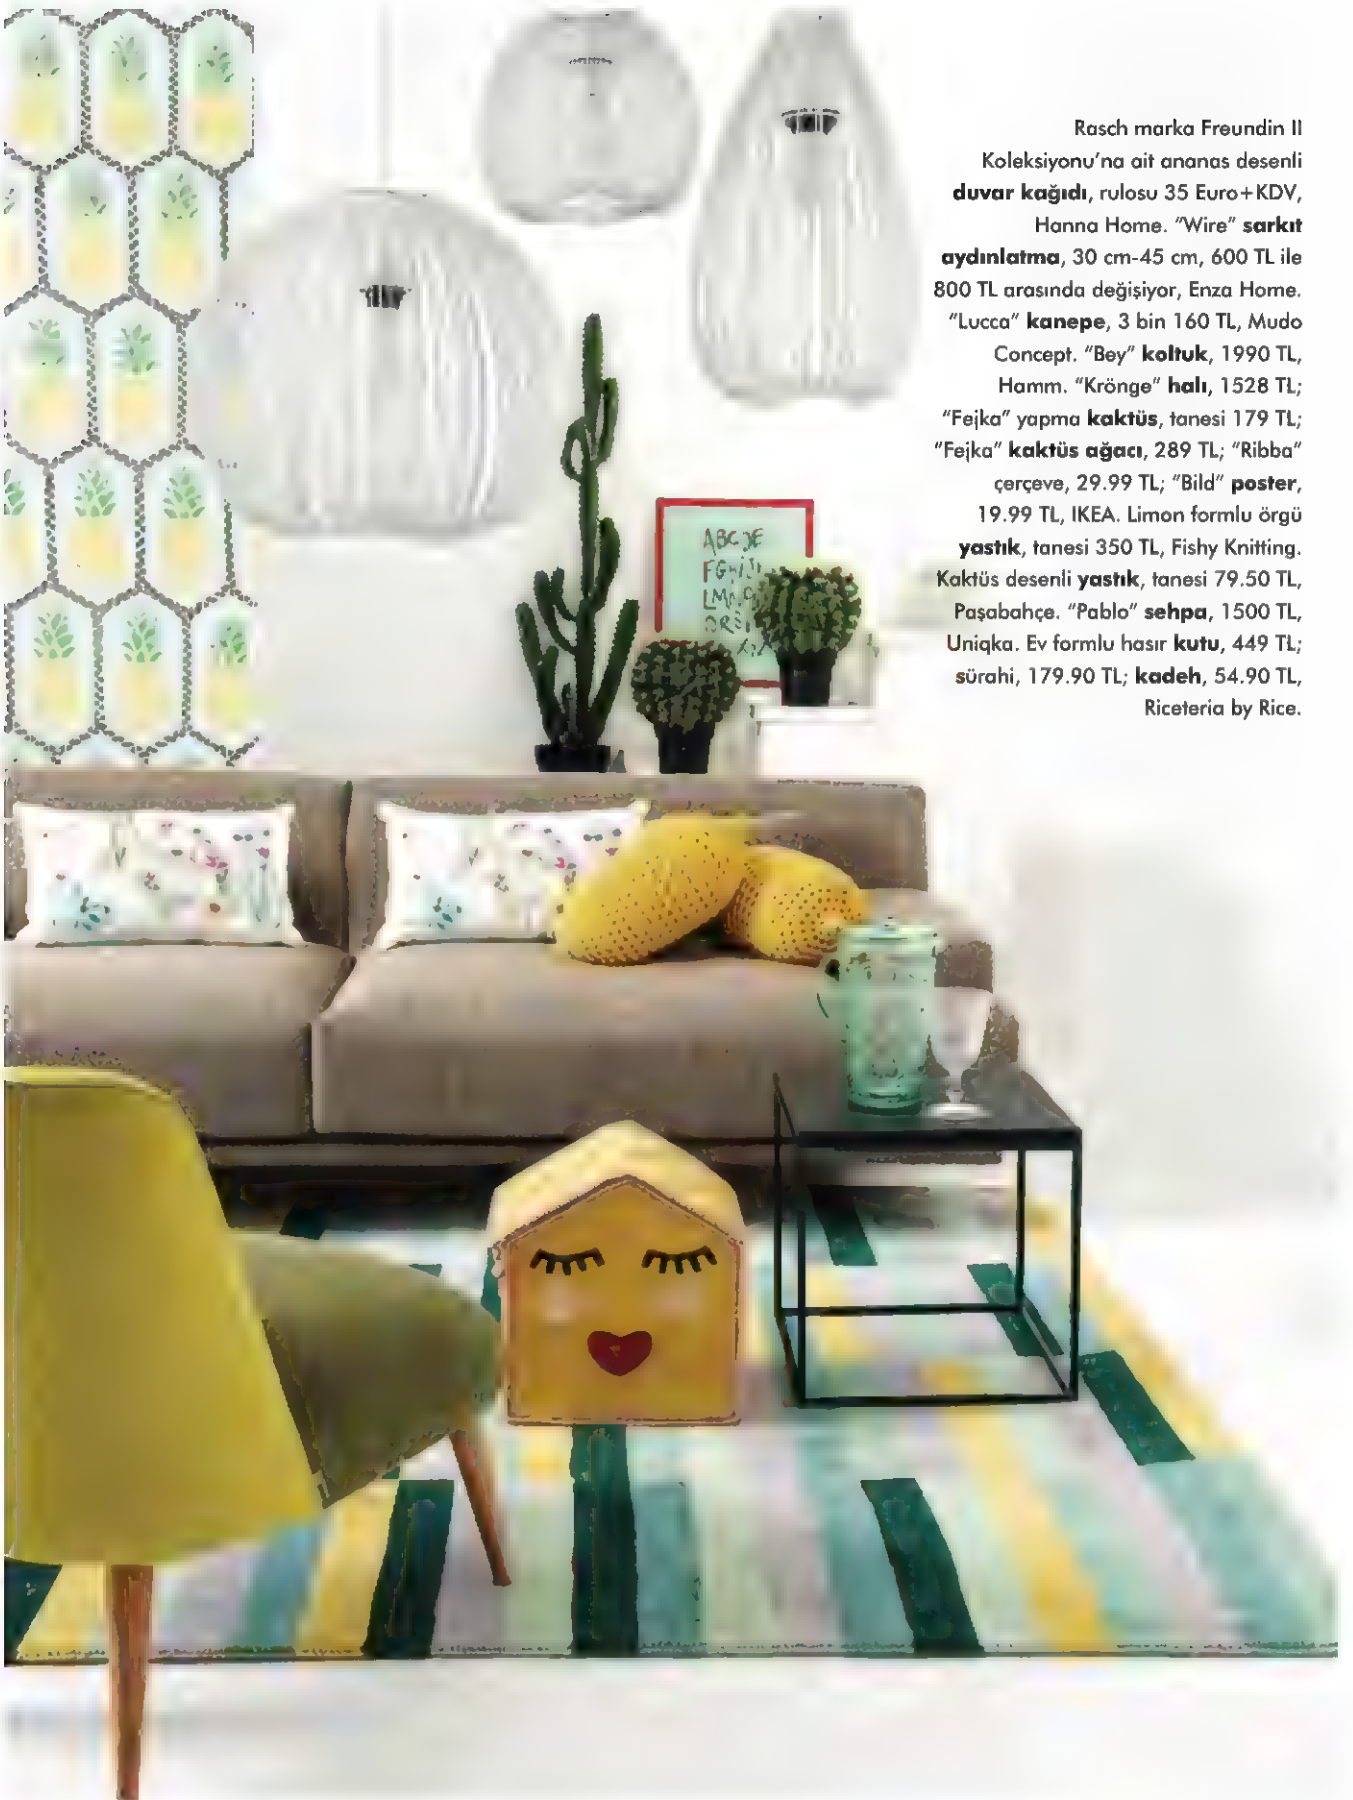 Rasch marka Freundin II
Koleksiyonu'na ait ananas desenli
duvar kağıdı, rulosu 35 Euro+KDV,
Hanna Home. "Wire" sarkıt
aydınlatma, 30 cm-45 cm, 600 TL ile
800 TL arasında değişiyor, Enza Home.
"Lucca" kanepe, 3 bin 160 TL, Mudo
Concept. "Bey" koltuk, 1990 TL,
Hamm. "Krönge" halı, 1528 TL;
"Fejka" yapma kaktüs, tanesi 179 TL;
"Fejka" kaktüs ağacı, 289 TL; "Ribba"
çerçeve, 29.99 TL; "Bild" poster,
19.99 TL, IKEA. Limon formlu örgü
yastık, tanesi 350 TL, Fishy Knitting.
Kaktüs desenli yastık, tanesi 79.50 TL,
Paşabahçe. "Pablo" sehpa, 1500 TL,
Uniqka. Ev formlu hasır kutu, 449 TL;
sürahi, 179.90 TL; kadeh, 54.90 TL,
Riceteria by Rice.
ABCDE